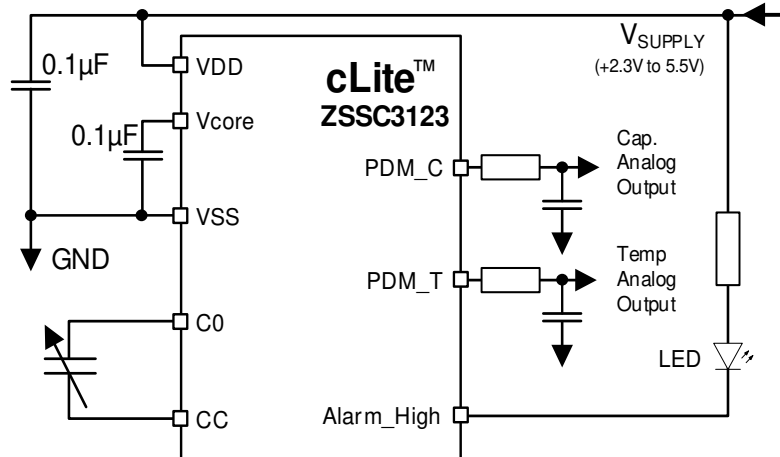 0.1µF
VDD
cLite™
ZSSC3123
V SUPPLY
(+2.3V to 5.5V)
0.1µF
Vcore
PDM_C
Cap.
Analog
Output
VSS
GND
PDM_T
Temp
Analog
Output
C0
LED
CC
Alarm_High